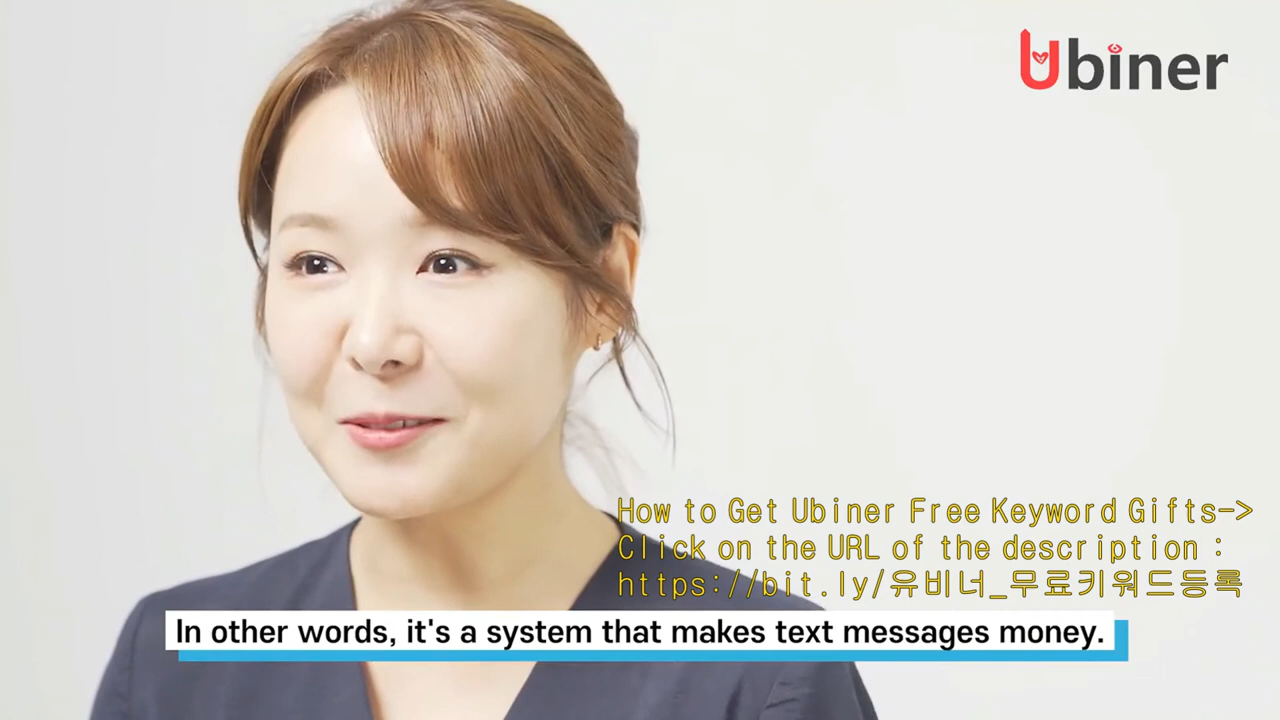 Ubiner
How to Get Ubiner Free Keyword Gifts->
Click on the URL of the description :
https://bit.ly/유비너_무료키워드등록
In other words, it's a system that makes text messages money.